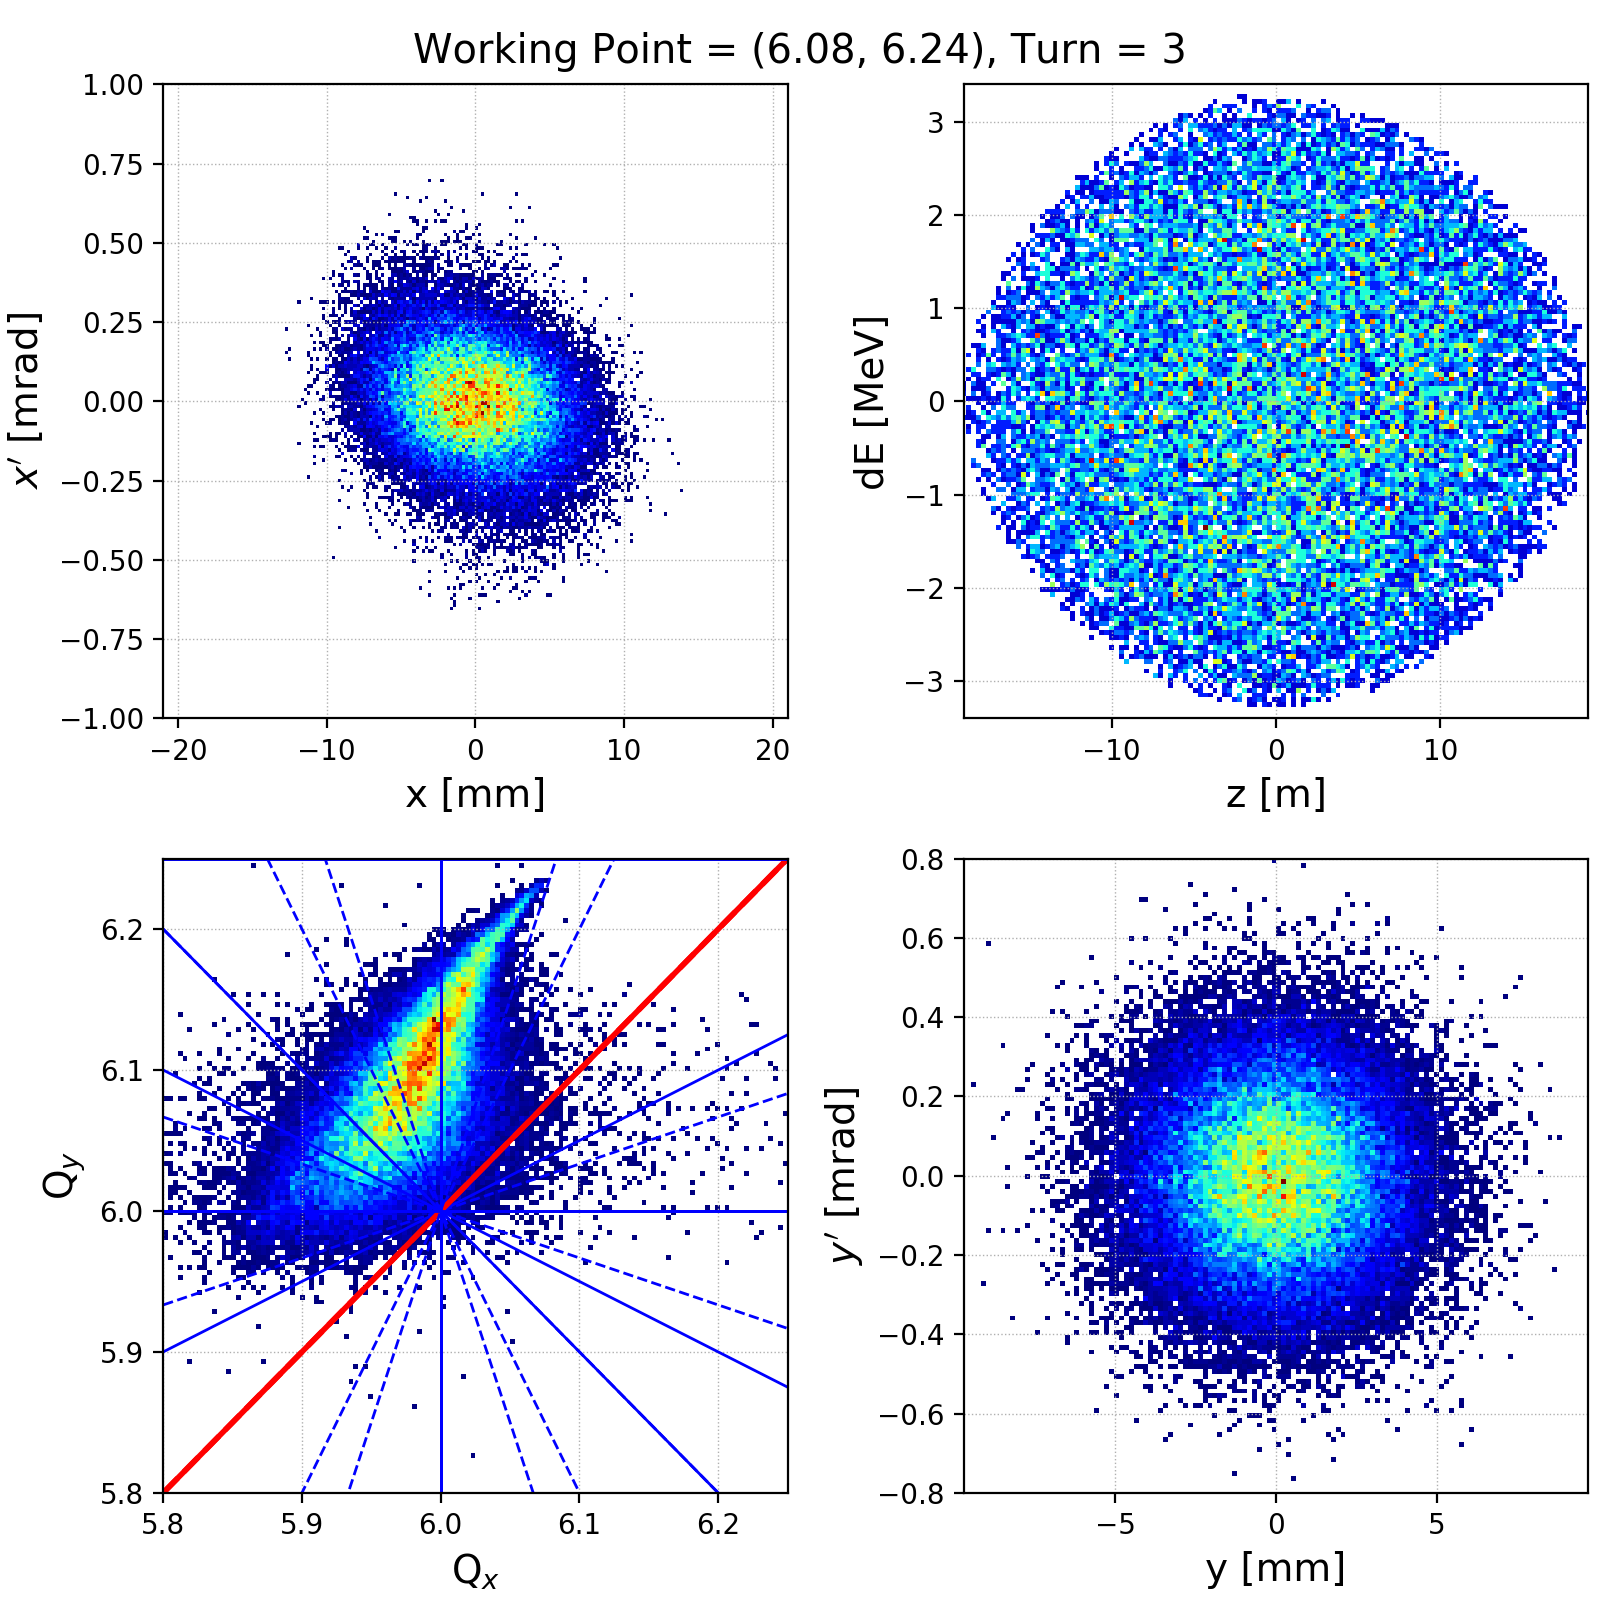 Working Point = (6.08, 6.24), Turn = 3
1.00
0.75
0.50
0.25
0.00
−0.25
−0.50
−0.75
−1.00
x′ [mrad]
−20 −10 0 10 20
x [mm]
3
2
1
0
−1
−2
−3
dE [MeV]
−10 0 10
z [m]
6.2
6.1
6.0
5.9
5.8
Qy
5.8 5.9 6.0 6.1 6.2
Qx
0.8
0.6
0.4
0.2
0.0
−0.2
−0.4
−0.6
−0.8
y′ [mrad]
−5 0 5
y [mm]